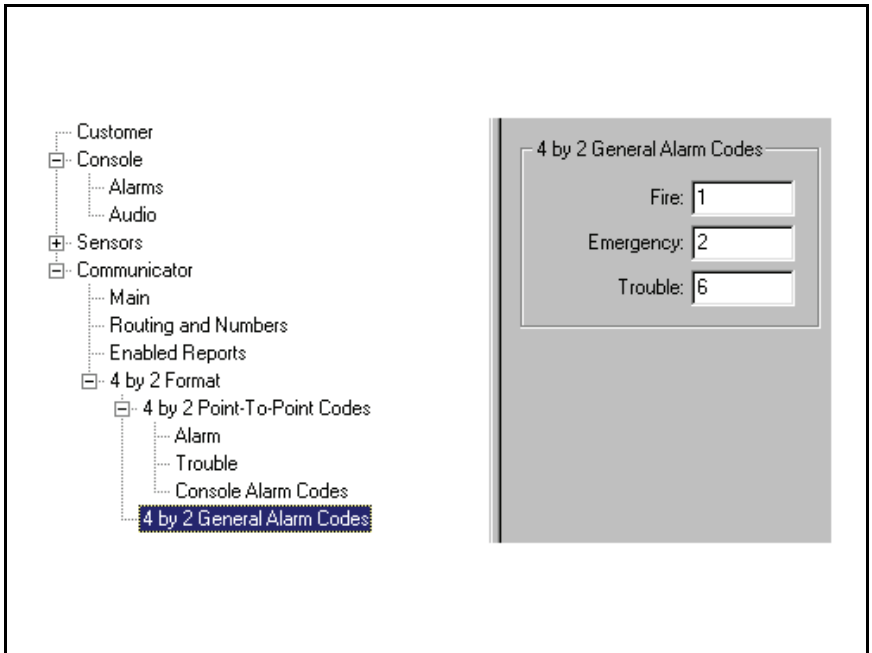 Customer
Console
Alarms
Audio
Sensors
Communicator
Main
Routing and Numbers
Enabled Reports
4 by 2 Format
4 by 2 Point-To-Point Codes
Alarm
Trouble
Console Alarm Codes
4 by 2 General Alarm Codes
4 by 2 General Alarm Codes
Fire: 1
Emergency: 2
Trouble: 6